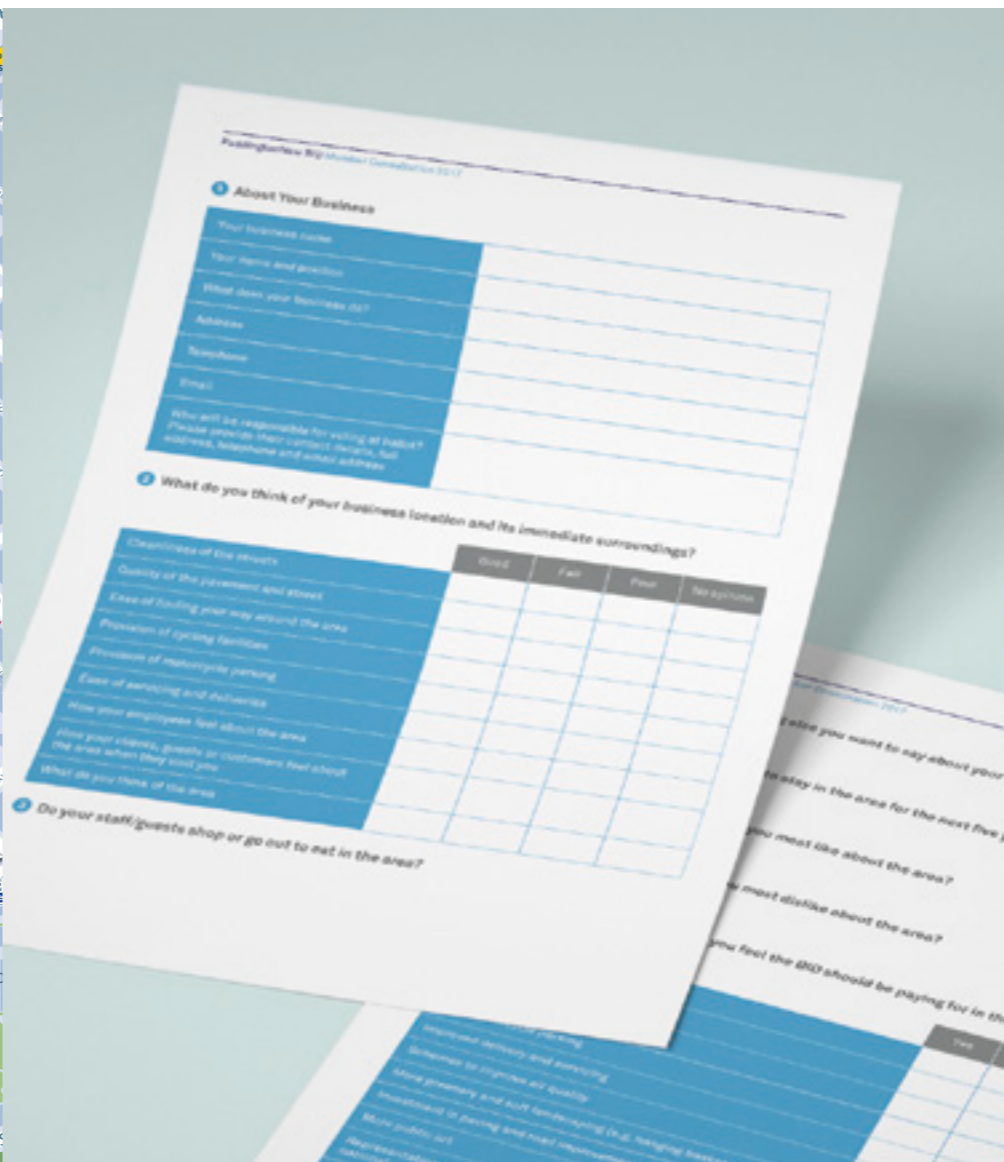 PaddingtonNow BID Member Consultation 2017
1 About Your Business
Your business name
Your name and position
What does your business do?
Address
Telephone
Email
Who will be responsible for voting at ballot?
Please provide their contact details, full
address, telephone and email address
2 What do you think of your business location and its immediate surroundings?
Good Fair Poor No opinion
Cleanliness of the streets
Quality of the pavement and street
Ease of finding your way around the area
Provision of cycling facilities
Provision of motorcycle parking
Ease of servicing and deliveries
How your employees feel about the area
How your clients, guests or customers feel about
the area when they visit you
What do you think of the area
3 Do your staff/guests shop or go out to eat in the area?
Consultation 2017
else you want to say about your
to stay in the area for the next five
you most like about the area?
most dislike about the area?
you feel the BID should be paying for in the
Yes
parking
Improved delivery and servicing
Schemes to improve air quality
More greenery and soft landscaping (e.g. hanging baskets
Investment in paving and road improvements
More public art